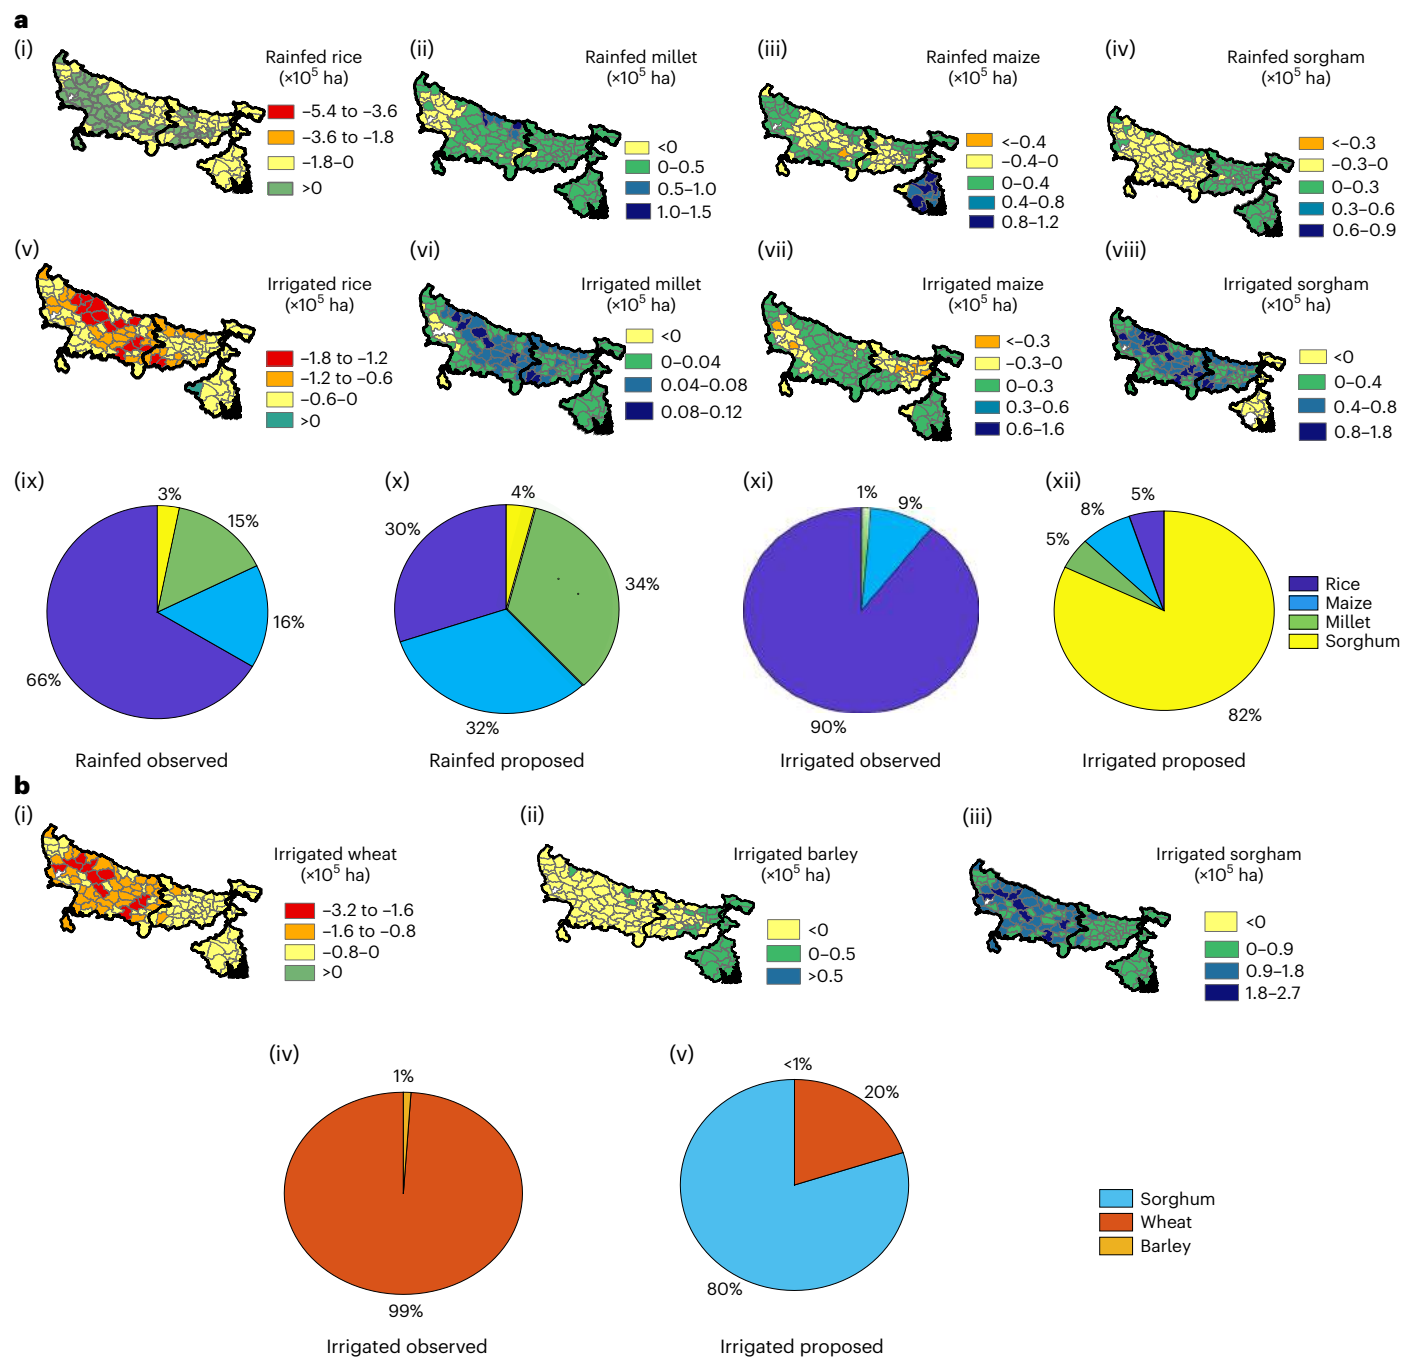 a
(i)
Rainfed rice
(×10⁵ ha)
−5.4 to −3.6
−3.6 to −1.8
−1.8–0
>0
(ii)
Rainfed millet
(×10⁵ ha)
<0
0–0.5
0.5–1.0
1.0–1.5
(iii)
Rainfed maize
(×10⁵ ha)
<−0.4
−0.4–0
0–0.4
0.4–0.8
0.8–1.2
(iv)
Rainfed sorgham
(×10⁵ ha)
<−0.3
−0.3–0
0–0.3
0.3–0.6
0.6–0.9
(v)
Irrigated rice
(×10⁵ ha)
−1.8 to −1.2
−1.2 to −0.6
−0.6–0
>0
(vi)
Irrigated millet
(×10⁵ ha)
<0
0–0.04
0.04–0.08
0.08–0.12
(vii)
Irrigated maize
(×10⁵ ha)
<−0.3
−0.3–0
0–0.3
0.3–0.6
0.6–1.6
(viii)
Irrigated sorgham
(×10⁵ ha)
<0
0–0.4
0.4–0.8
0.8–1.8
(ix)
3%
15%
16%
66%
Rainfed observed
(x)
4%
30%
34%
32%
Rainfed proposed
(xi)
1%
9%
90%
Irrigated observed
(xii)
5%
8%
5%
82%
Irrigated proposed
Rice
Maize
Millet
Sorghum
b
(i)
Irrigated wheat
(×10⁵ ha)
−3.2 to −1.6
−1.6 to −0.8
−0.8–0
>0
(ii)
Irrigated barley
(×10⁵ ha)
<0
0–0.5
>0.5
(iii)
Irrigated sorgham
(×10⁵ ha)
<0
0–0.9
0.9–1.8
1.8–2.7
(iv)
1%
99%
Irrigated observed
(v)
<1%
20%
80%
Irrigated proposed
Sorghum
Wheat
Barley